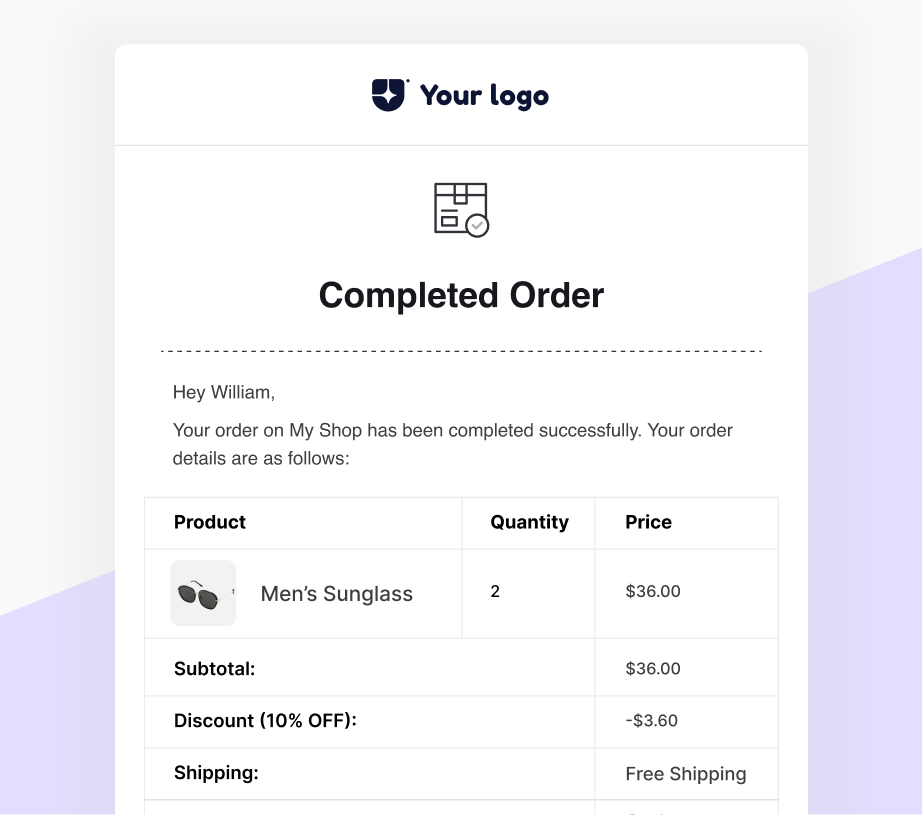 Your logo
Completed Order
Hey William,
Your order on My Shop has been completed successfully. Your order
details are as follows:
Product Quantity Price
Men’s Sunglass 2 $36.00
Subtotal: $36.00
Discount (10% OFF): -$3.60
Shipping: Free Shipping